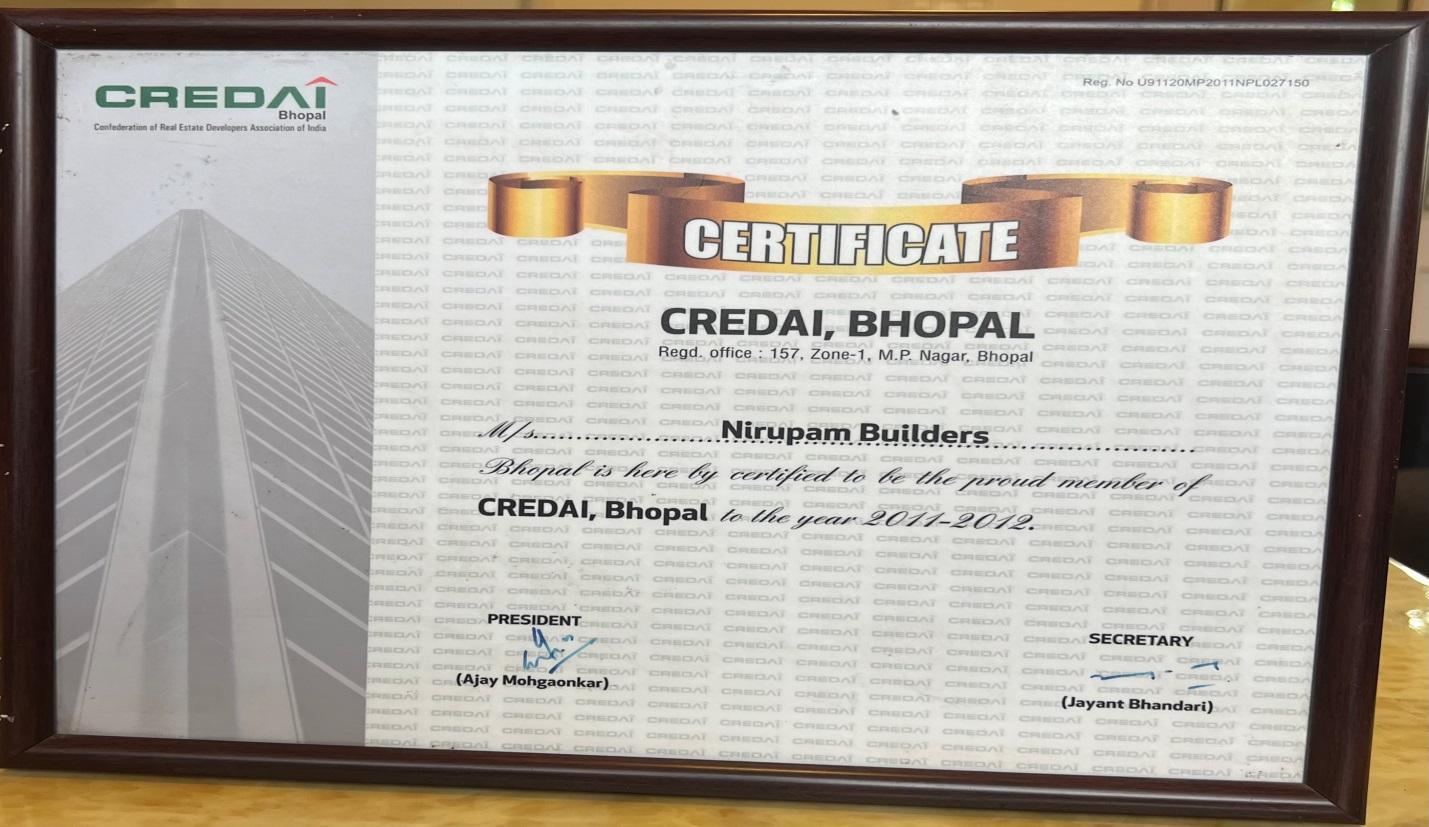 CREDAI
Bhopal
Confederation of Real Estate Developers Association of India
Reg. No U91120MP2011NPL027150
CERTIFICATE
CREDAI, BHOPAL
Regd. office : 157, Zone-1, M.P. Nagar, Bhopal
M/s..............................Nirupam Builders..............................
Bhopal is here by certified to be the proud member of
CREDAI, Bhopal to the year 2011-2012.
PRESIDENT
(Ajay Mohgaonkar)
SECRETARY
(Jayant Bhandari)